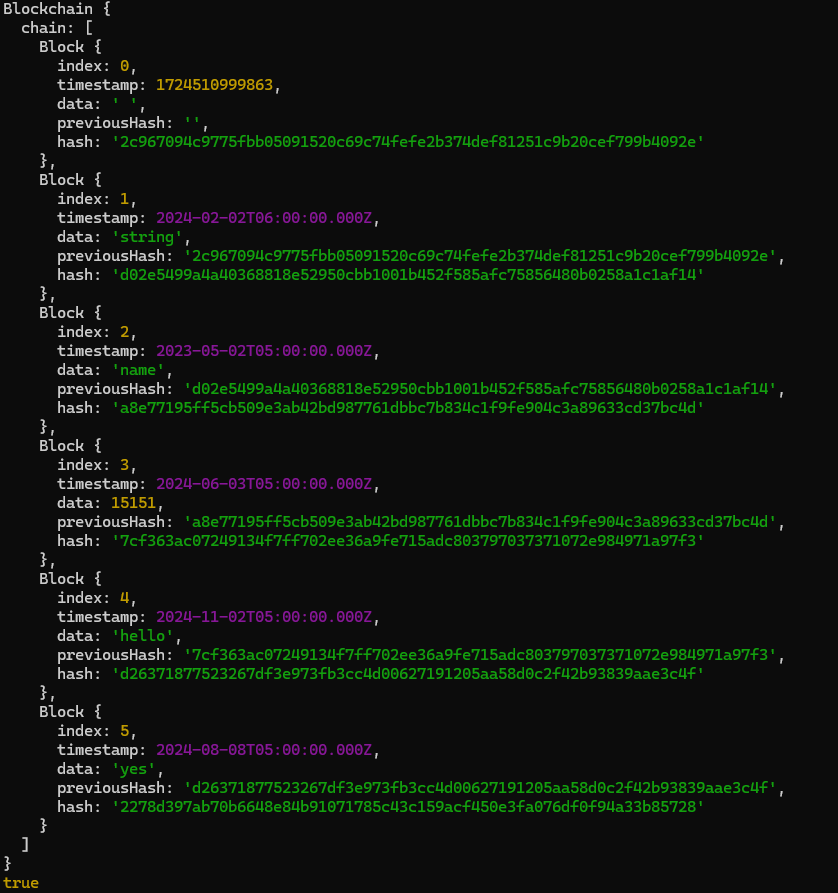 Blockchain {
  chain: [
    Block {
      index: 0,
      timestamp: 1724510999863,
      data: ' ',
      previousHash: '',
      hash: '2c967094c9775fbb05091520c69c74fefe2b374def81251c9b20cef799b4092e'
    },
    Block {
      index: 1,
      timestamp: 2024-02-02T06:00:00.000Z,
      data: 'string',
      previousHash: '2c967094c9775fbb05091520c69c74fefe2b374def81251c9b20cef799b4092e',
      hash: 'd02e5499a4a40368818e52950cbb1001b452f585afc75856480b0258a1c1af14'
    },
    Block {
      index: 2,
      timestamp: 2023-05-02T05:00:00.000Z,
      data: 'name',
      previousHash: 'd02e5499a4a40368818e52950cbb1001b452f585afc75856480b0258a1c1af14',
      hash: 'a8e77195ff5cb509e3ab42bd987761dbbc7b834c1f9fe904c3a89633cd37bc4d'
    },
    Block {
      index: 3,
      timestamp: 2024-06-03T05:00:00.000Z,
      data: 15151,
      previousHash: 'a8e77195ff5cb509e3ab42bd987761dbbc7b834c1f9fe904c3a89633cd37bc4d',
      hash: '7cf363ac07249134f7ff702ee36a9fe715adc803797037371072e984971a97f3'
    },
    Block {
      index: 4,
      timestamp: 2024-11-02T05:00:00.000Z,
      data: 'hello',
      previousHash: '7cf363ac07249134f7ff702ee36a9fe715adc803797037371072e984971a97f3',
      hash: 'd26371877523267df3e973fb3cc4d00627191205aa58d0c2f42b93839aae3c4f'
    },
    Block {
      index: 5,
      timestamp: 2024-08-08T05:00:00.000Z,
      data: 'yes',
      previousHash: 'd26371877523267df3e973fb3cc4d00627191205aa58d0c2f42b93839aae3c4f',
      hash: '2278d397ab70b6648e84b91071785c43c159acf450e3fa076df0f94a33b85728'
    }
  ]
}
true